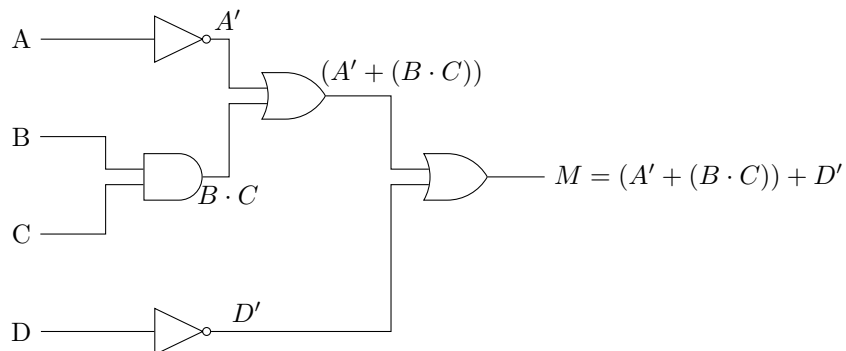 A
A′
(A′ + (B · C))
B
B · C
M = (A′ + (B · C)) + D′
C
D
D′